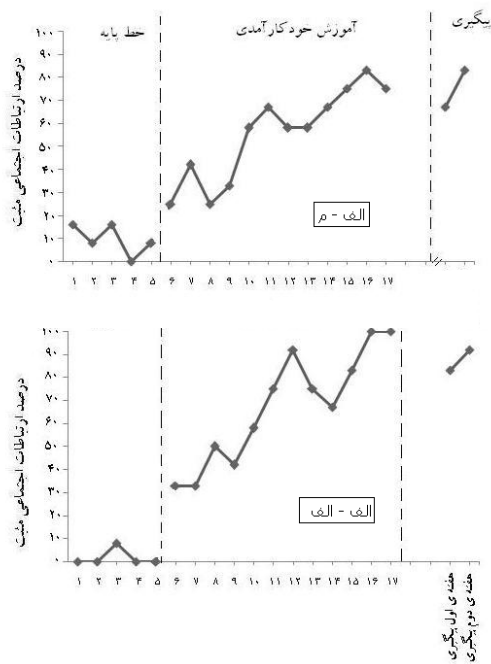 خط پایه
آموزش خودکارآمدی
پیگیری
درصد ارتباطات اجتماعی مثبت
۱۰۰
۹۰
۸۰
۷۰
۶۰
۵۰
۴۰
۳۰
۲۰
۱۰
۰
الف - م
۱ ۲ ۳ ۴ ۵ ۶ ۷ ۸ ۹ ۱۰ ۱۱ ۱۲ ۱۳ ۱۴ ۱۵ ۱۶ ۱۷
درصد ارتباطات اجتماعی مثبت
۱۰۰
۹۰
۸۰
۷۰
۶۰
۵۰
۴۰
۳۰
۲۰
۱۰
۰
الف - الف
۱ ۲ ۳ ۴ ۵ ۶ ۷ ۸ ۹ ۱۰ ۱۱ ۱۲ ۱۳ ۱۴ ۱۵ ۱۶ ۱۷
هفته ی اول پیگیری
هفته ی دوم پیگیری